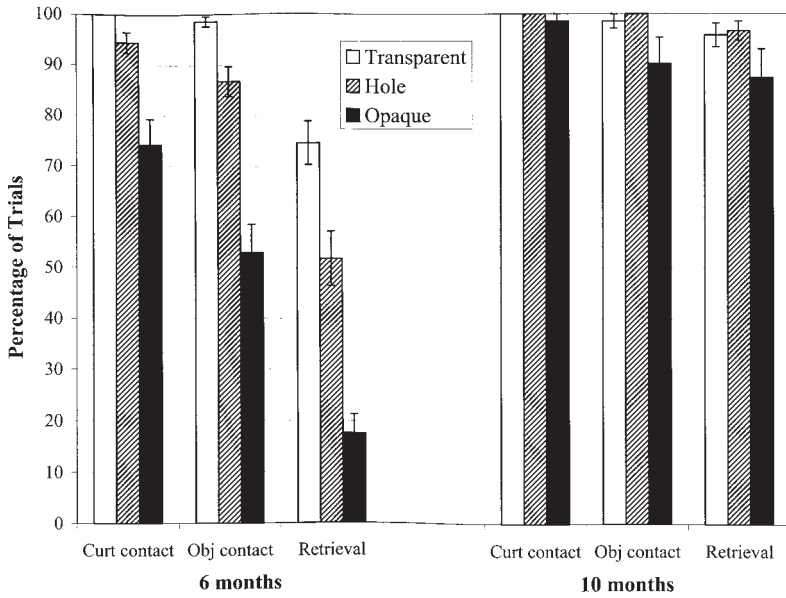 100
90
80
70
60
50
40
30
20
10
0
Percentage of Trials
Transparent
Hole
Opaque
Curt contact
Obj contact
Retrieval
6 months
Curt contact
Obj contact
Retrieval
10 months